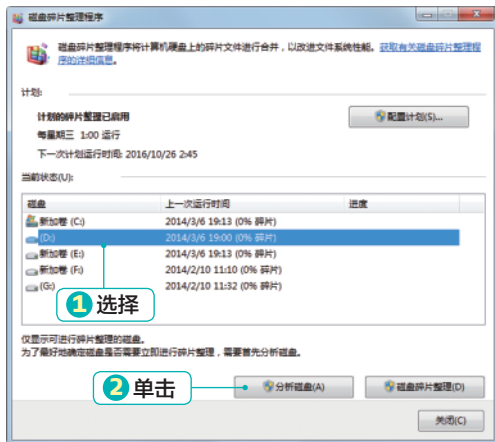 磁盘碎片整理程序
磁盘碎片整理程序将计算机硬盘上的碎片文件进行合并，以改进文件系统性能。获取有关磁盘碎片整理程
序的详细信息。
计划:
计划的碎片整理已启用
配置计划(S)...
每星期三 1:00 运行
下一次计划运行时间: 2016/10/26 2:45
当前状态(U):
磁盘 上一次运行时间 进度
新加卷 (C:) 2014/3/6 19:13 (0% 碎片)
(D:) 2014/3/6 19:00 (0% 碎片)
新加卷 (E:) 2014/3/6 19:13 (0% 碎片)
新加卷 (F:) 2014/2/10 11:10 (0% 碎片)
(G:) 2014/2/10 11:32 (0% 碎片)
1 选择
仅显示可进行碎片整理的磁盘。
为了最好地确定磁盘是否需要立即进行碎片整理，需要首先分析磁盘。
2 单击 分析磁盘(A) 磁盘碎片整理(D)
关闭(C)